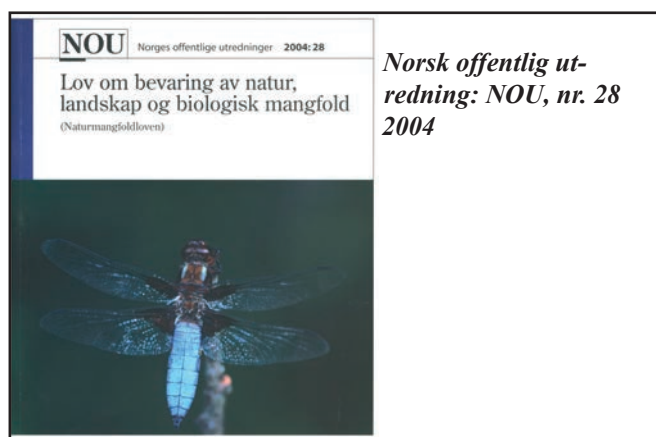 NOU Norges offentlige utredninger 2004: 28
Lov om bevaring av natur,
landskap og biologisk mangfold
(Naturmangfoldloven)
Norsk offentlig ut-
redning: NOU, nr. 28
2004